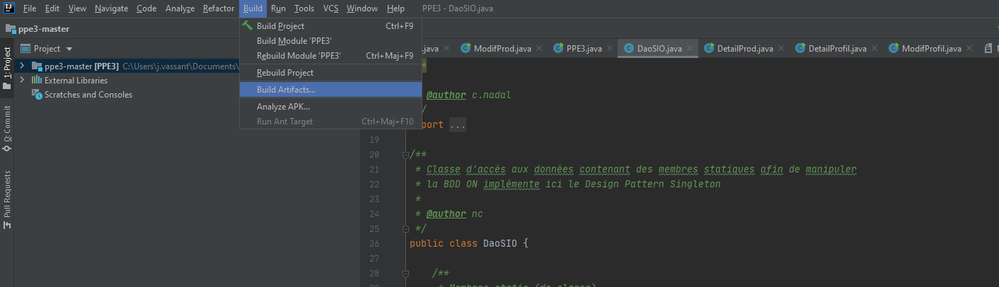 IJ File Edit View Navigate Code Analyze Refactor Build Run Tools VCS Window Help PPE3 - DaoSIO.java
ppe3-master
Project
.java ModifProd.java PPE3.java DaoSIO.java DetailProd.java DetailProfil.java ModifProfil.java
1: Project
0: Commit
Pull Requests
ppe3-master [PPE3] C:\Users\j.vassant\Documents\
External Libraries
Scratches and Consoles
Build Project Ctrl+F9
Build Module 'PPE3'
Rebuild Module 'PPE3' Ctrl+Maj+F9
Rebuild Project
Build Artifacts...
Analyze APK...
Run Ant Target Ctrl+Maj+F10
*
@author c.nadal
/
port ...
19
20 /**
21 * Classe d'accès aux données contenant des membres statiques afin de manipuler
22 * la BDD ON implémente ici le Design Pattern Singleton
23 *
24 * @author nc
25 */
26 public class DaoSIO {
27
28 /**